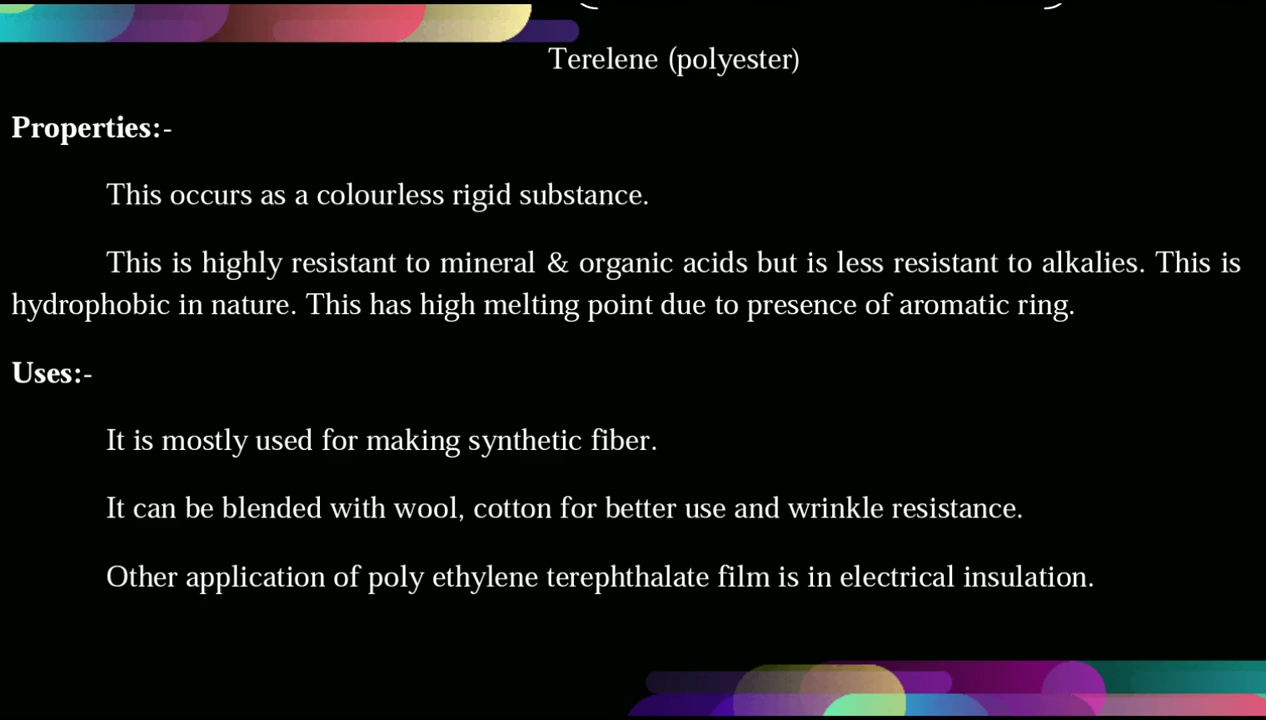 Terelene (polyester)
Properties:-
This occurs as a colourless rigid substance.
This is highly resistant to mineral & organic acids but is less resistant to alkalies. This is
hydrophobic in nature. This has high melting point due to presence of aromatic ring.
Uses:-
It is mostly used for making synthetic fiber.
It can be blended with wool, cotton for better use and wrinkle resistance.
Other application of poly ethylene terephthalate film is in electrical insulation.